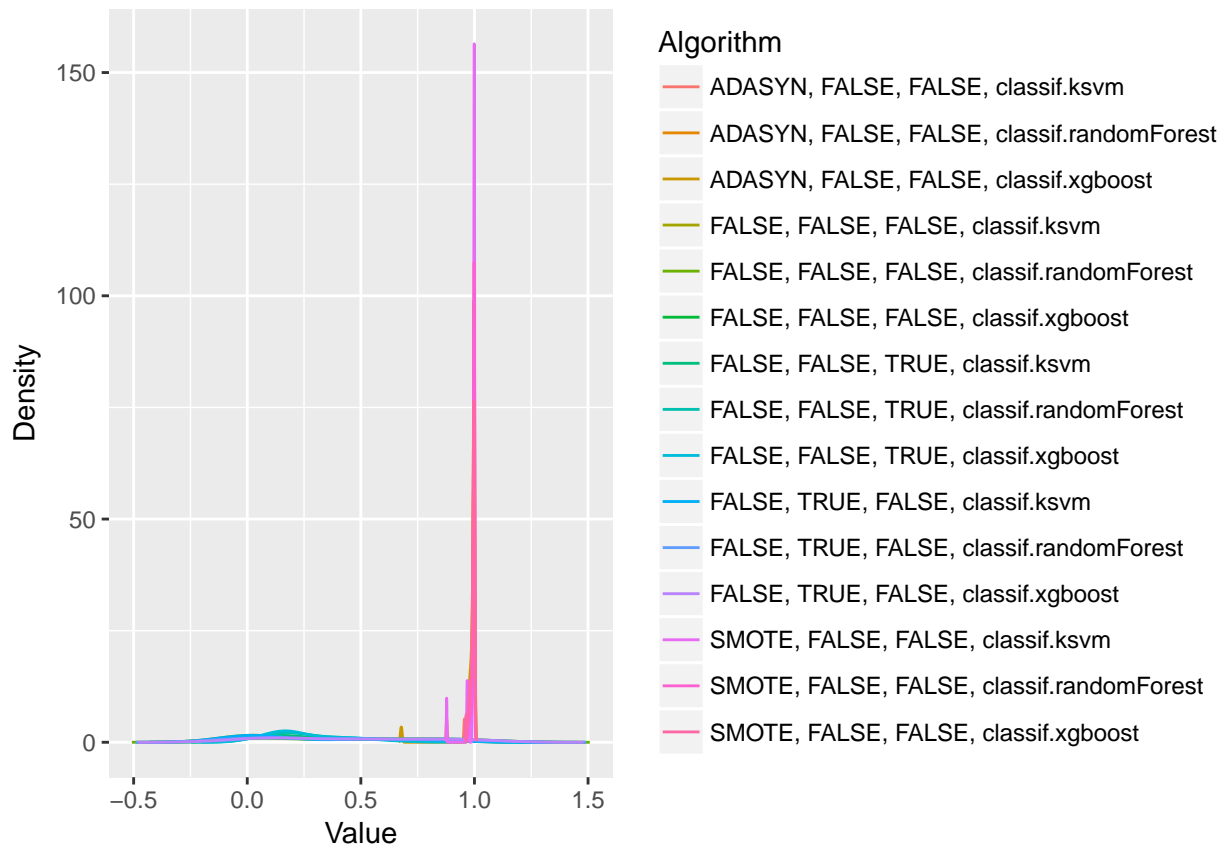 Algorithm
ADASYN, FALSE, FALSE, classif.ksvm
ADASYN, FALSE, FALSE, classif.randomForest
ADASYN, FALSE, FALSE, classif.xgboost
FALSE, FALSE, FALSE, classif.ksvm
FALSE, FALSE, FALSE, classif.randomForest
FALSE, FALSE, FALSE, classif.xgboost
FALSE, FALSE, TRUE, classif.ksvm
FALSE, FALSE, TRUE, classif.randomForest
FALSE, FALSE, TRUE, classif.xgboost
FALSE, TRUE, FALSE, classif.ksvm
FALSE, TRUE, FALSE, classif.randomForest
FALSE, TRUE, FALSE, classif.xgboost
SMOTE, FALSE, FALSE, classif.ksvm
SMOTE, FALSE, FALSE, classif.randomForest
SMOTE, FALSE, FALSE, classif.xgboost
Density
150
100
50
0
−0.5 0.0 0.5 1.0 1.5
Value